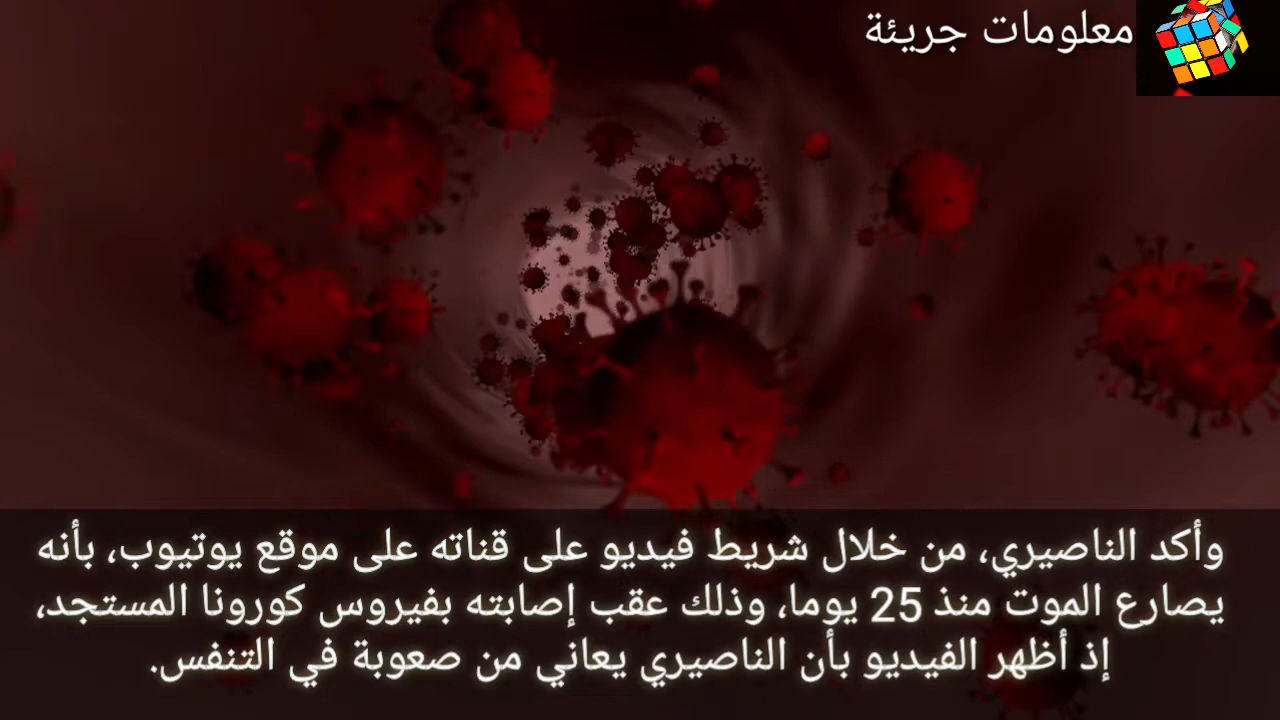 معلومات جريئة
وأكد الناصيري، من خلال شريط فيديو على قناته على موقع يوتيوب، بأنه
يصارع الموت منذ 25 يوما، وذلك عقب إصابته بفيروس كورونا المستجد،
إذ أظهر الفيديو بأن الناصيري يعاني من صعوبة في التنفس.